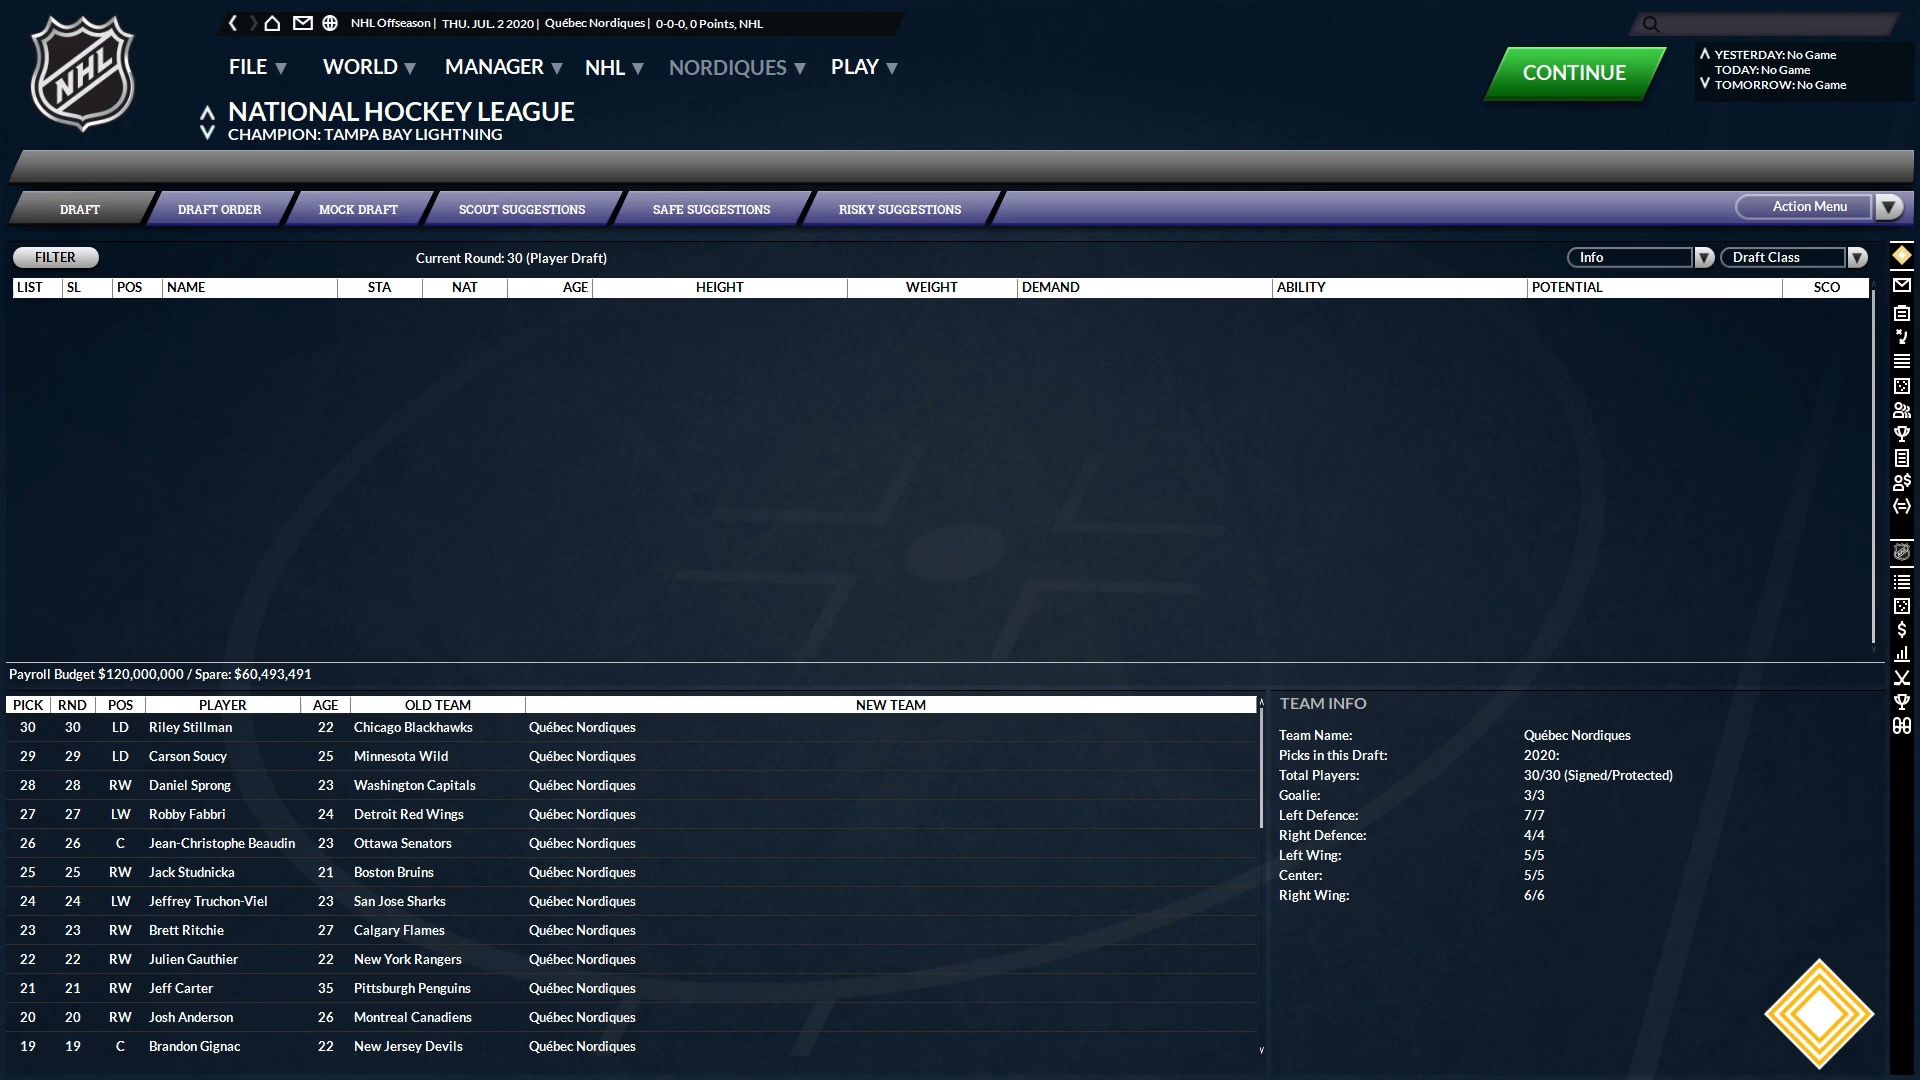 NHL
NHL Offseason | THU. JUL. 2 2020 | Québec Nordiques | 0-0-0, 0 Points, NHL
FILE WORLD MANAGER NHL NORDIQUES PLAY
CONTINUE
YESTERDAY: No Game
TODAY: No Game
TOMORROW: No Game
NATIONAL HOCKEY LEAGUE
CHAMPION: TAMPA BAY LIGHTNING
DRAFT DRAFT ORDER MOCK DRAFT SCOUT SUGGESTIONS SAFE SUGGESTIONS RISKY SUGGESTIONS Action Menu
FILTER Current Round: 30 (Player Draft) Info Draft Class
LIST SL POS NAME STA NAT AGE HEIGHT WEIGHT DEMAND ABILITY POTENTIAL SCO
Payroll Budget $120,000,000 / Spare: $60,493,491
PICK RND POS PLAYER AGE OLD TEAM NEW TEAM
30 30 LD Riley Stillman 22 Chicago Blackhawks Québec Nordiques
29 29 LD Carson Soucy 25 Minnesota Wild Québec Nordiques
28 28 RW Daniel Sprong 23 Washington Capitals Québec Nordiques
27 27 LW Robby Fabbri 24 Detroit Red Wings Québec Nordiques
26 26 C Jean-Christophe Beaudin 23 Ottawa Senators Québec Nordiques
25 25 RW Jack Studnicka 21 Boston Bruins Québec Nordiques
24 24 LW Jeffrey Truchon-Viel 23 San Jose Sharks Québec Nordiques
23 23 RW Brett Ritchie 27 Calgary Flames Québec Nordiques
22 22 RW Julien Gauthier 22 New York Rangers Québec Nordiques
21 21 RW Jeff Carter 35 Pittsburgh Penguins Québec Nordiques
20 20 RW Josh Anderson 26 Montreal Canadiens Québec Nordiques
19 19 C Brandon Gignac 22 New Jersey Devils Québec Nordiques
TEAM INFO
Team Name: Québec Nordiques
Picks in this Draft: 2020:
Total Players: 30/30 (Signed/Protected)
Goalie: 3/3
Left Defence: 7/7
Right Defence: 4/4
Left Wing: 5/5
Center: 5/5
Right Wing: 6/6